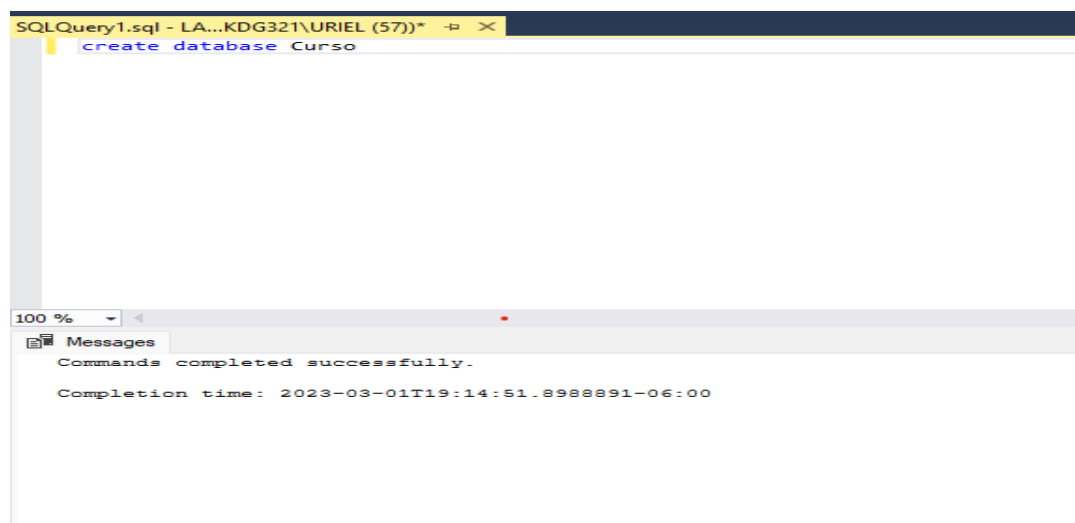 SQLQuery1.sql - LA...KDG321\URIEL (57))*
create database Curso
100 %
Messages
Commands completed successfully.
Completion time: 2023-03-01T19:14:51.8988891-06:00